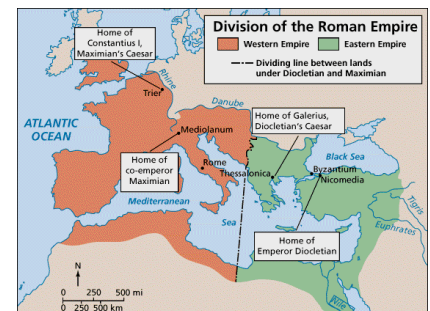 Division of the Roman Empire
Western Empire
Eastern Empire
Dividing line between lands
under Diocletian and Maximian
Home of
Constantius I,
Maximian's Caesar
Rhine
Trier
Danube
ATLANTIC
OCEAN
Mediolanum
Home of Galerius,
Diocletian's Caesar
Black Sea
Home of
co-emperor
Maximian
Rome
Thessalonica
Byzantium
Nicomedia
Mediterranean
Sea
Tigris
Euphrates
Home of
Emperor Diocletian
N
0 250 500 mi
0 250 500 km
Nile